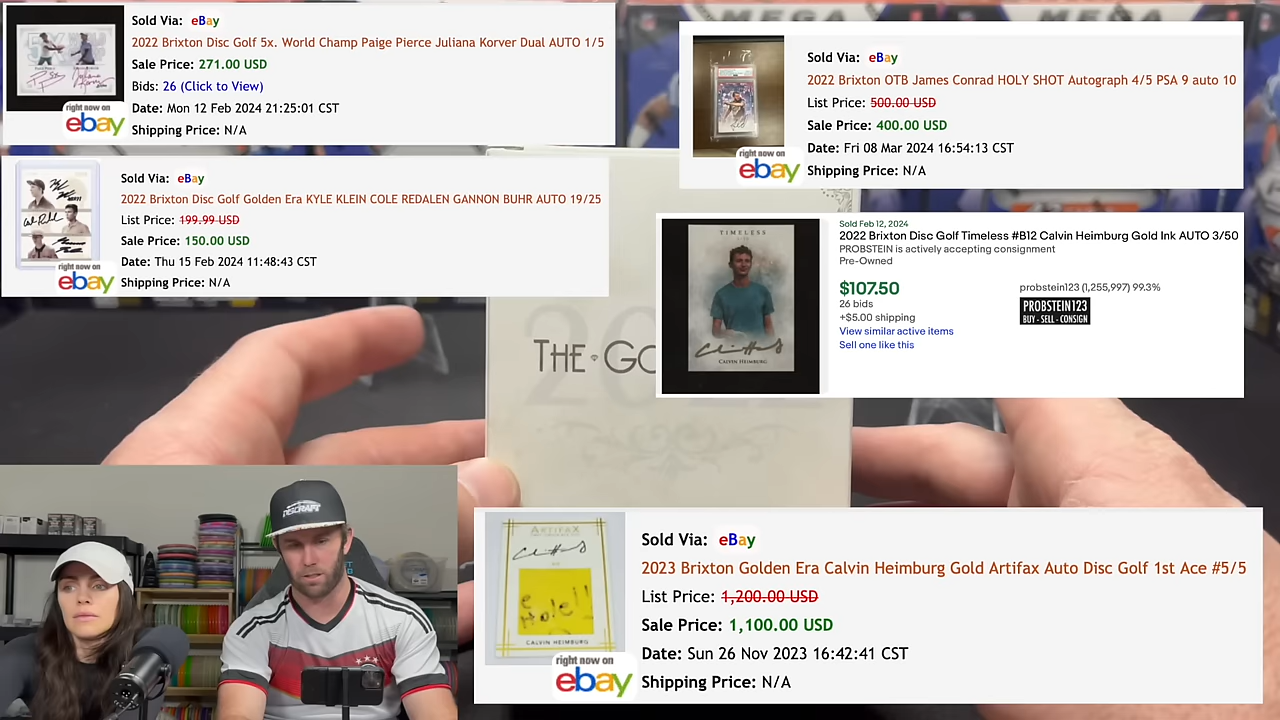 Sold Via: eBay
2022 Brixton Disc Golf 5x. World Champ Paige Pierce Juliana Korver Dual AUTO 1/5
Sale Price: 271.00 USD
Bids: 26 (Click to View)
Date: Mon 12 Feb 2024 21:25:01 CST
Shipping Price: N/A
right now on
ebay
Sold Via: eBay
2022 Brixton Disc Golf Golden Era KYLE KLEIN COLE REDALEN GANNON BUHR AUTO 19/25
List Price: 199.99 USD
Sale Price: 150.00 USD
Date: Thu 15 Feb 2024 11:48:43 CST
Shipping Price: N/A
right now on
ebay
Sold Via: eBay
2022 Brixton OTB James Conrad HOLY SHOT Autograph 4/5 PSA 9 auto 10
List Price: 500.00 USD
Sale Price: 400.00 USD
Date: Fri 08 Mar 2024 16:54:13 CST
Shipping Price: N/A
right now on
ebay
TIMELESS
CALVIN HEIMBURG
Sold Feb 12, 2024
2022 Brixton Disc Golf Timeless #B12 Calvin Heimburg Gold Ink AUTO 3/50
PROBSTEIN is actively accepting consignment
Pre-Owned
$107.50
26 bids
+$5.00 shipping
View similar active items
Sell one like this
probstein123 (1,255,997) 99.3%
PROBSTEIN123
BUY - SELL - CONSIGN
THE GO
2022
DISCRAFT
ARTIFAX
e Hole!!
CALVIN HEIMBURG
right now on
ebay
Sold Via: eBay
2023 Brixton Golden Era Calvin Heimburg Gold Artifax Auto Disc Golf 1st Ace #5/5
List Price: 1,200.00 USD
Sale Price: 1,100.00 USD
Date: Sun 26 Nov 2023 16:42:41 CST
Shipping Price: N/A